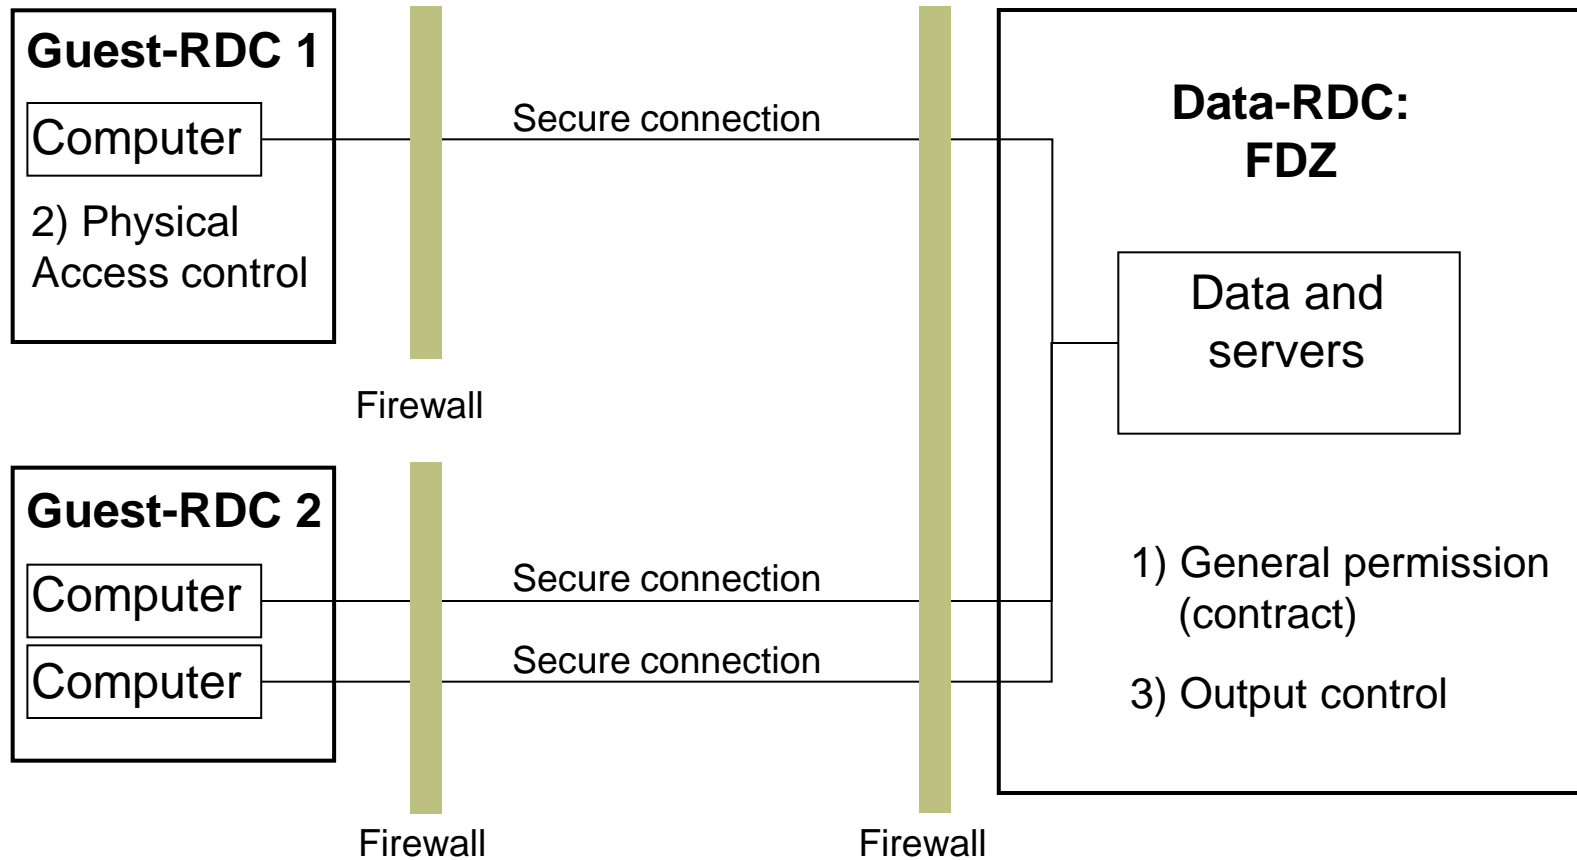 Guest-RDC 1
Computer
2) Physical
Access control
Firewall
Secure connection
Guest-RDC 2
Computer
Computer
Firewall
Secure connection
Secure connection
Firewall
Data-RDC:
FDZ
Data and
servers
1) General permission
(contract)
3) Output control